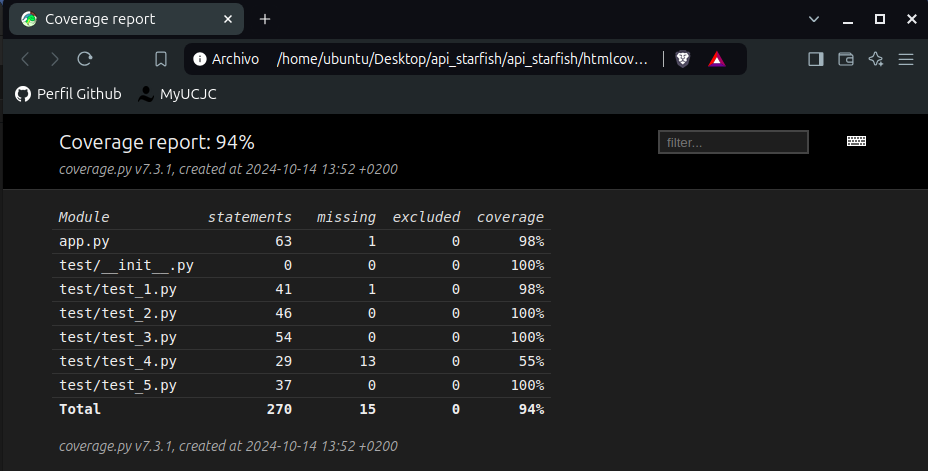 Coverage report
Archivo /home/ubuntu/Desktop/api_starfish/api_starfish/htmlcov...
Perfil Github MyUCJC
Coverage report: 94% filter...
coverage.py v7.3.1, created at 2024-10-14 13:52 +0200
Module statements missing excluded coverage
app.py 63 1 0 98%
test/__init__.py 0 0 0 100%
test/test_1.py 41 1 0 98%
test/test_2.py 46 0 0 100%
test/test_3.py 54 0 0 100%
test/test_4.py 29 13 0 55%
test/test_5.py 37 0 0 100%
Total 270 15 0 94%
coverage.py v7.3.1, created at 2024-10-14 13:52 +0200